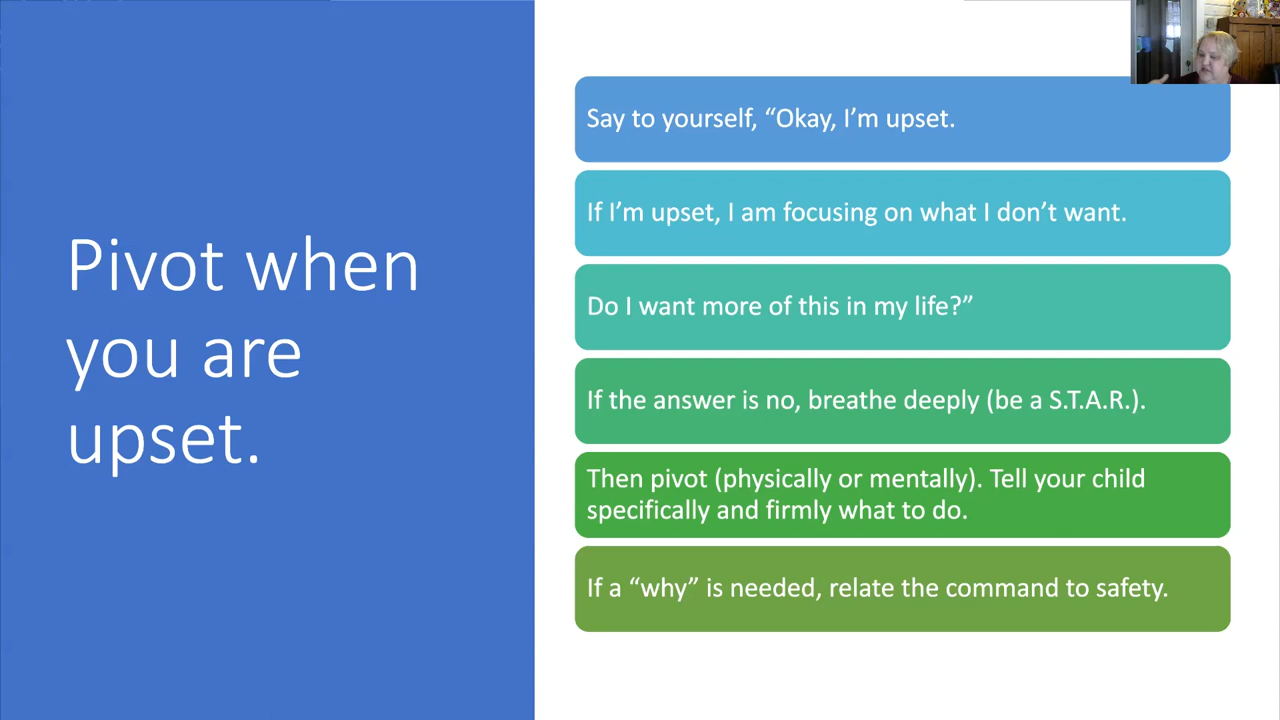 Pivot when
you are
upset.
Say to yourself, “Okay, I’m upset.
If I’m upset, I am focusing on what I don’t want.
Do I want more of this in my life?”
If the answer is no, breathe deeply (be a S.T.A.R.).
Then pivot (physically or mentally). Tell your child
specifically and firmly what to do.
If a “why” is needed, relate the command to safety.